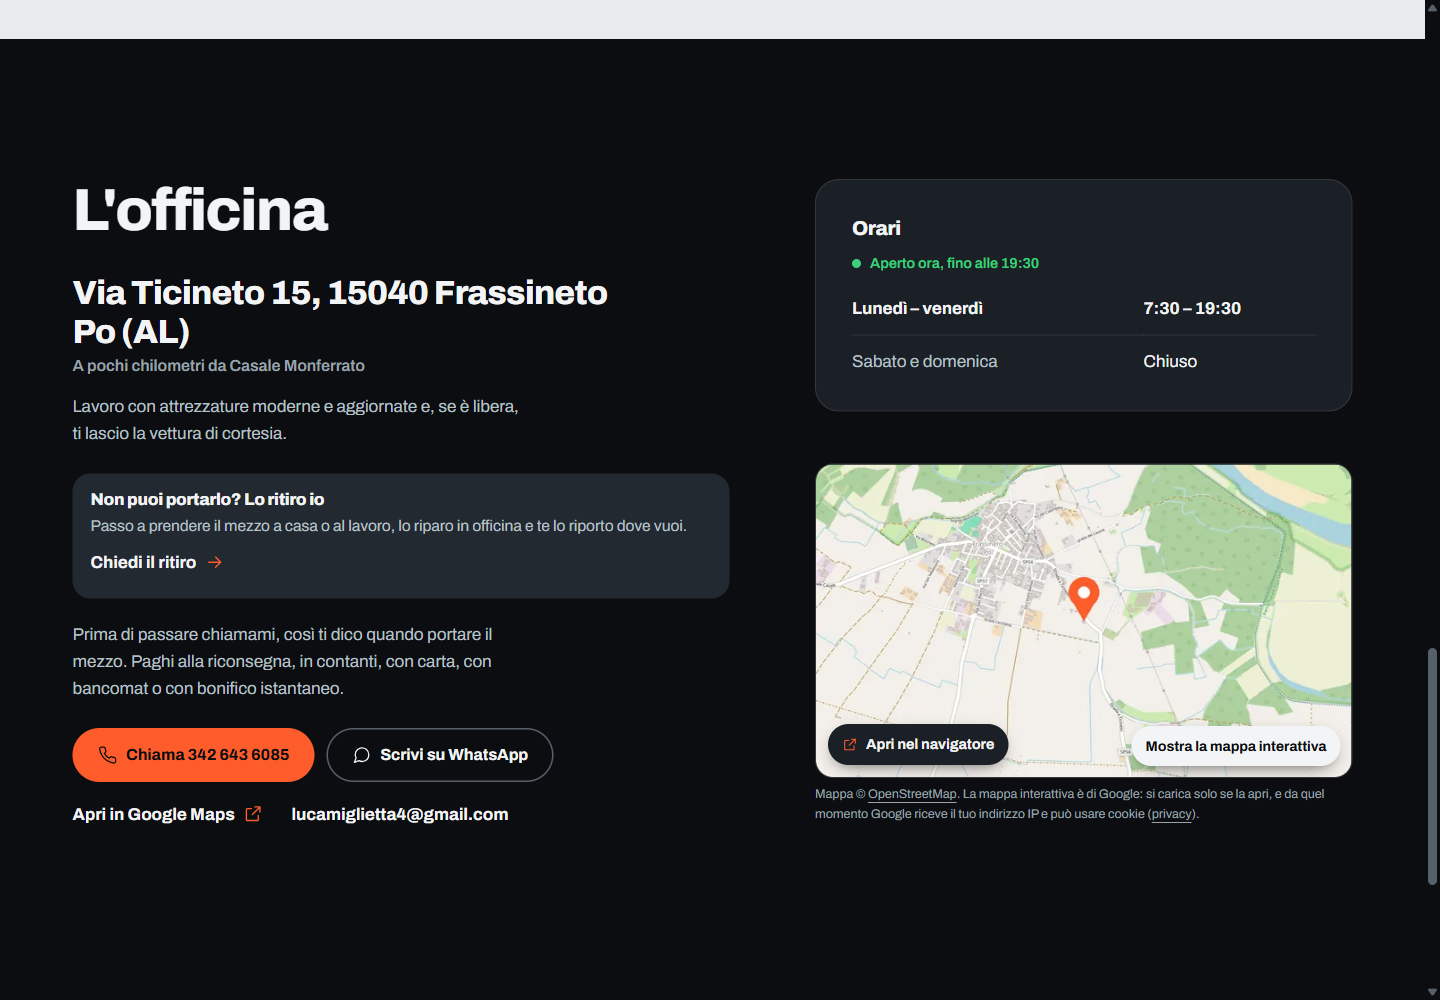 L'officina
Via Ticineto 15, 15040 Frassineto
Po (AL)
A pochi chilometri da Casale Monferrato
Lavoro con attrezzature moderne e aggiornate e, se è libera,
ti lascio la vettura di cortesia.
Non puoi portarlo? Lo ritiro io
Passo a prendere il mezzo a casa o al lavoro, lo riparo in officina e te lo riporto dove vuoi.
Chiedi il ritiro
Prima di passare chiamami, così ti dico quando portare il
mezzo. Paghi alla riconsegna, in contanti, con carta, con
bancomat o con bonifico istantaneo.
Chiama 342 643 6085
Scrivi su WhatsApp
Apri in Google Maps
lucamiglietta4@gmail.com
Orari
Aperto ora, fino alle 19:30
Lunedì – venerdì 7:30 – 19:30
Sabato e domenica Chiuso
Frassineto
Po
SP54
SP57
Apri nel navigatore
Mostra la mappa interattiva
Mappa © OpenStreetMap. La mappa interattiva è di Google: si carica solo se la apri, e da quel
momento Google riceve il tuo indirizzo IP e può usare cookie (privacy).